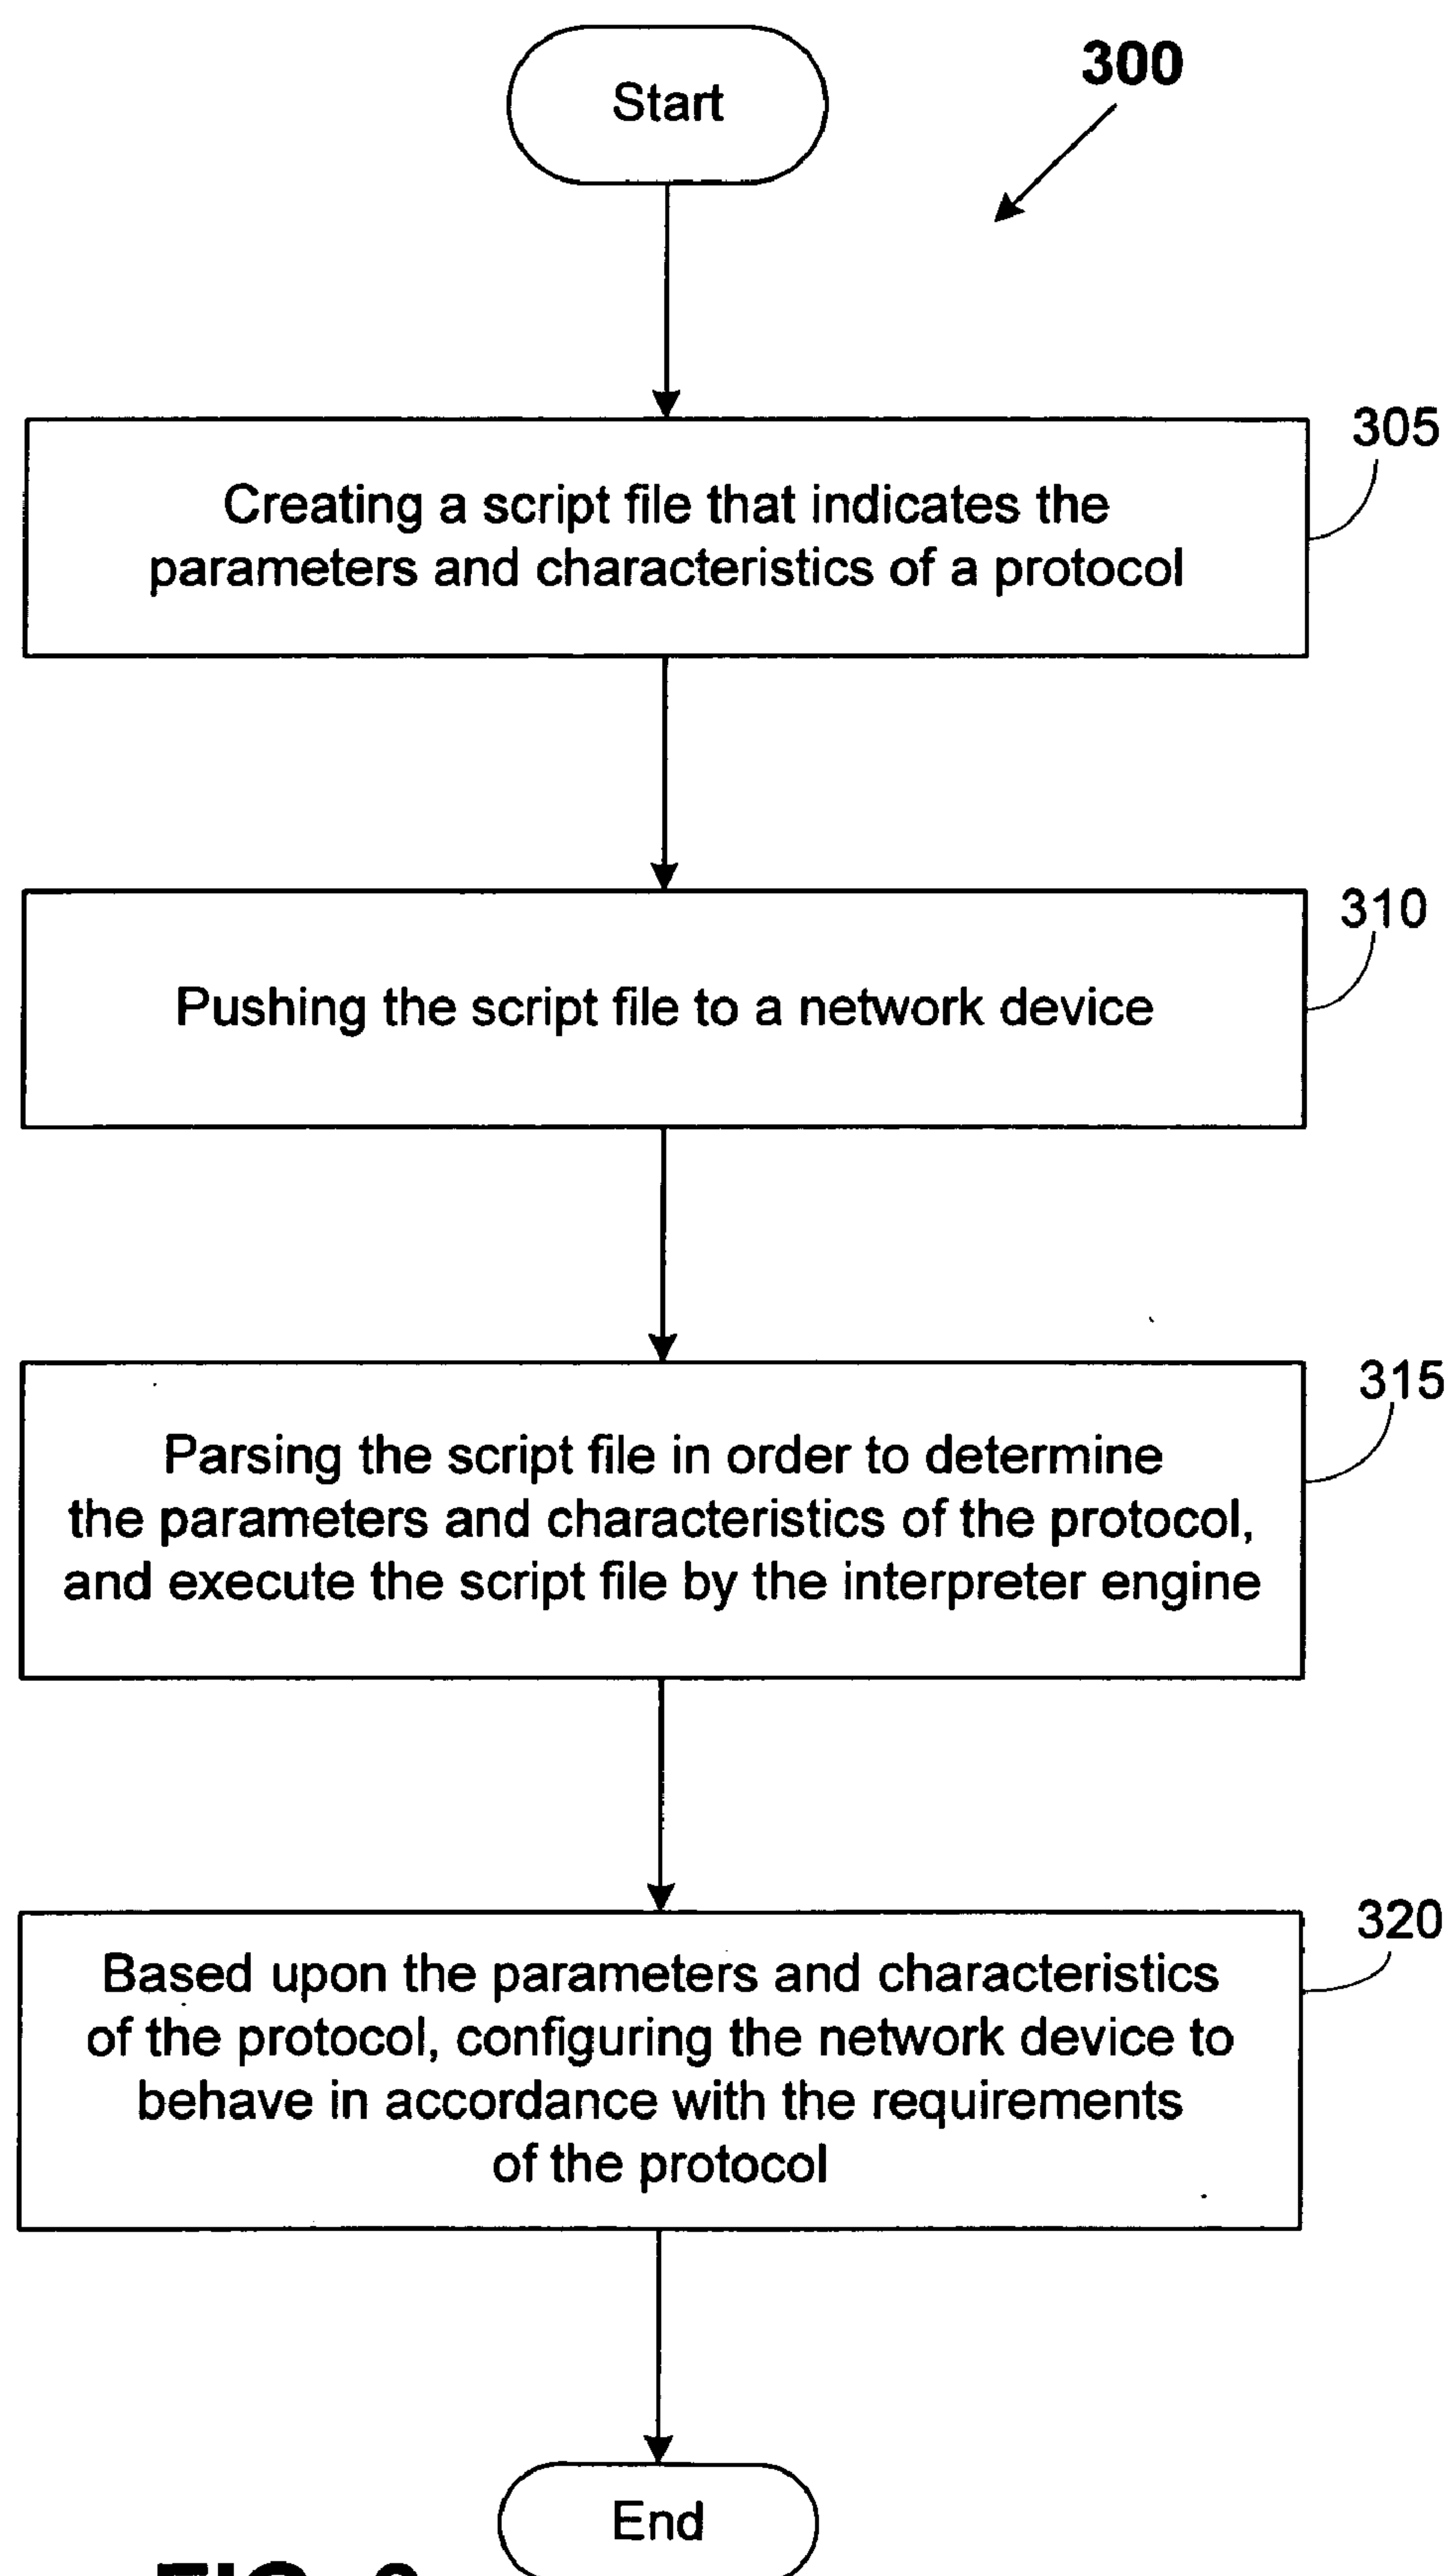 Start
300
305
Creating a script file that indicates the
parameters and characteristics of a protocol
310
Pushing the script file to a network device
315
Parsing the script file in order to determine
the parameters and characteristics of the protocol,
and execute the script file by the interpreter engine
320
Based upon the parameters and characteristics
of the protocol, configuring the network device to
behave in accordance with the requirements
of the protocol
End